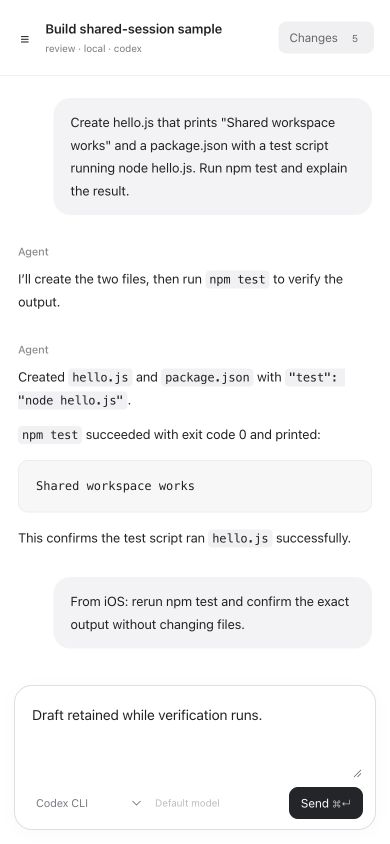 Build shared-session sample
review · local · codex
Changes 5
Create hello.js that prints "Shared workspace
works" and a package.json with a test script
running node hello.js. Run npm test and explain
the result.
Agent
I’ll create the two files, then run npm test to verify the
output.
Agent
Created hello.js and package.json with "test":
"node hello.js".
npm test succeeded with exit code 0 and printed:
Shared workspace works
This confirms the test script ran hello.js successfully.
From iOS: rerun npm test and confirm the exact
output without changing files.
Draft retained while verification runs.
Codex CLI Default model Send ⌘↵